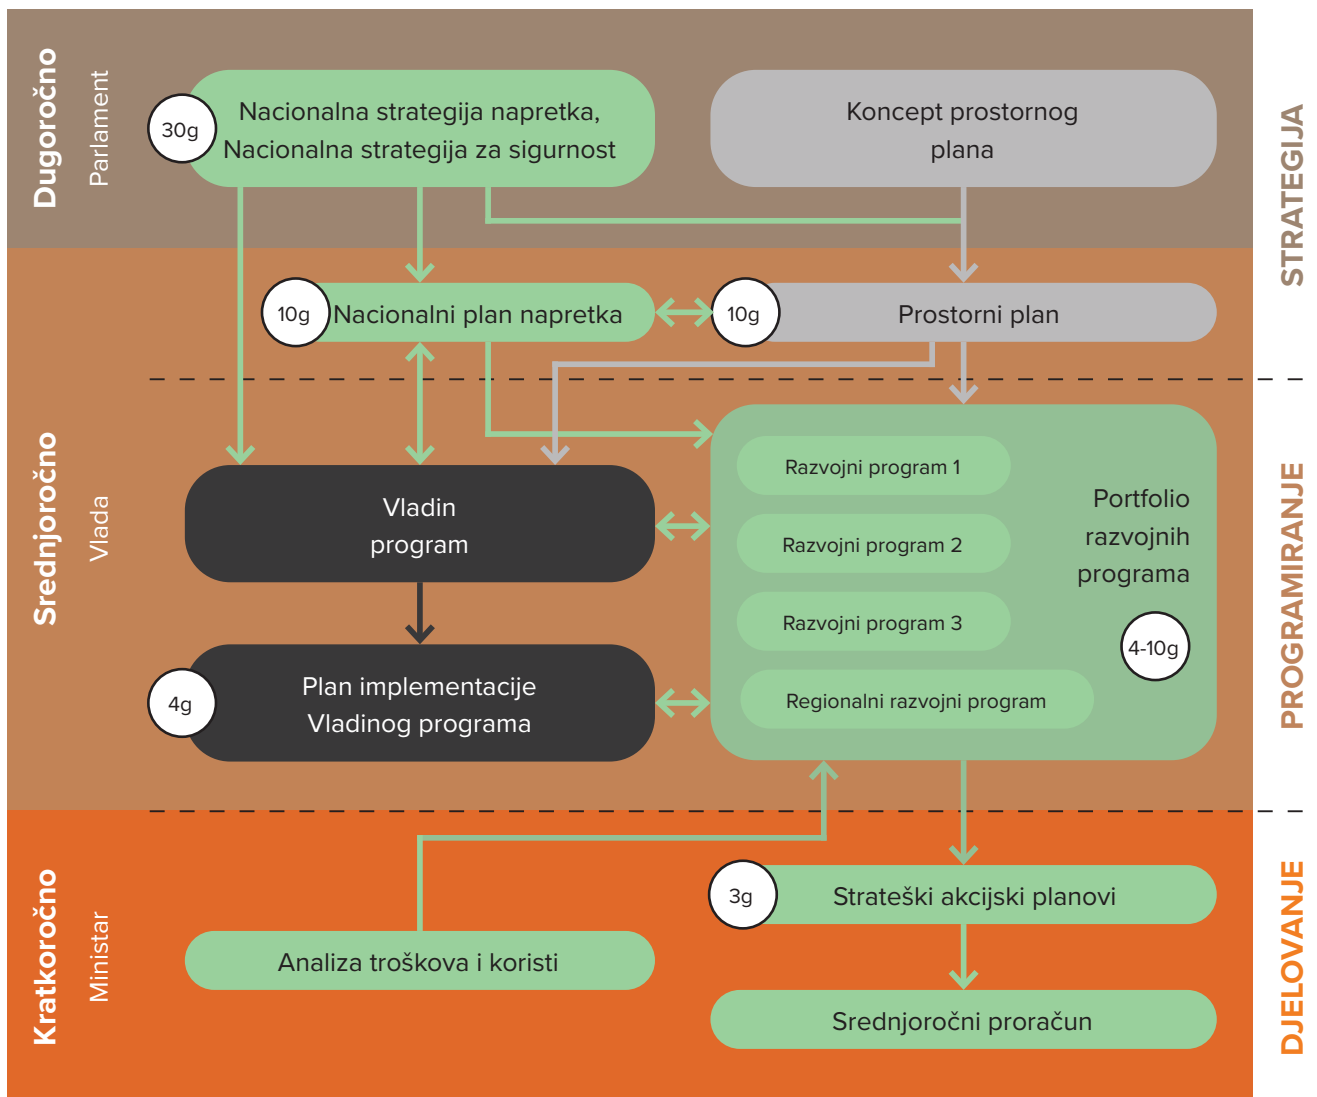 Dugoročno
Parlament
30g
Nacionalna strategija napretka,
Nacionalna strategija za sigurnost
Koncept prostornog
plana
STRATEGIJA
10g
Nacionalni plan napretka
10g
Prostorni plan
Srednjoročno
Vlada
Vladin
program
Razvojni program 1
Razvojni program 2
Razvojni program 3
Regionalni razvojni program
Portfolio
razvojnih
programa
4-10g
PROGRAMIRANJE
4g
Plan implementacije
Vladinog programa
Kratkoročno
Ministar
3g
Strateški akcijski planovi
Analiza troškova i koristi
Srednjoročni proračun
DJELOVANJE